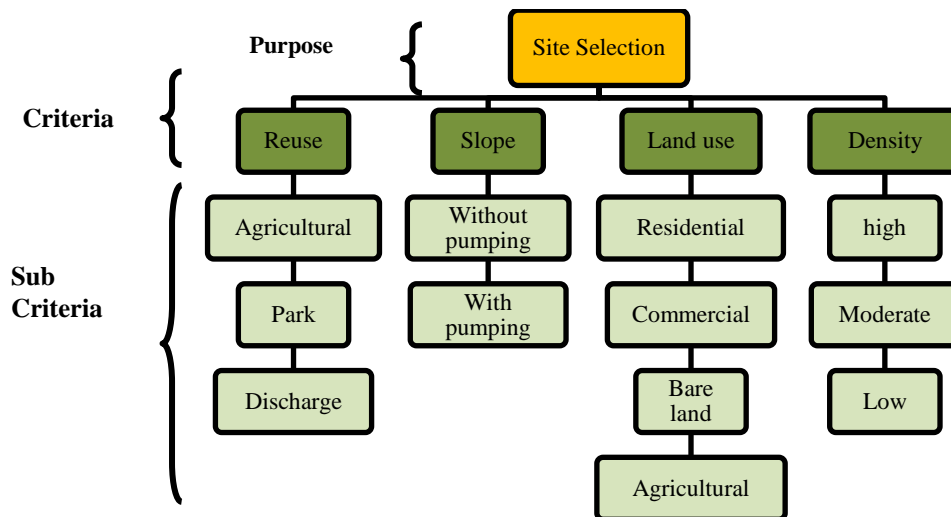 Purpose
Site Selection
Criteria
Reuse
Slope
Land use
Density
Sub
Criteria
Agricultural
Without
pumping
Residential
high
Park
With
pumping
Commercial
Moderate
Discharge
Bare
land
Low
Agricultural